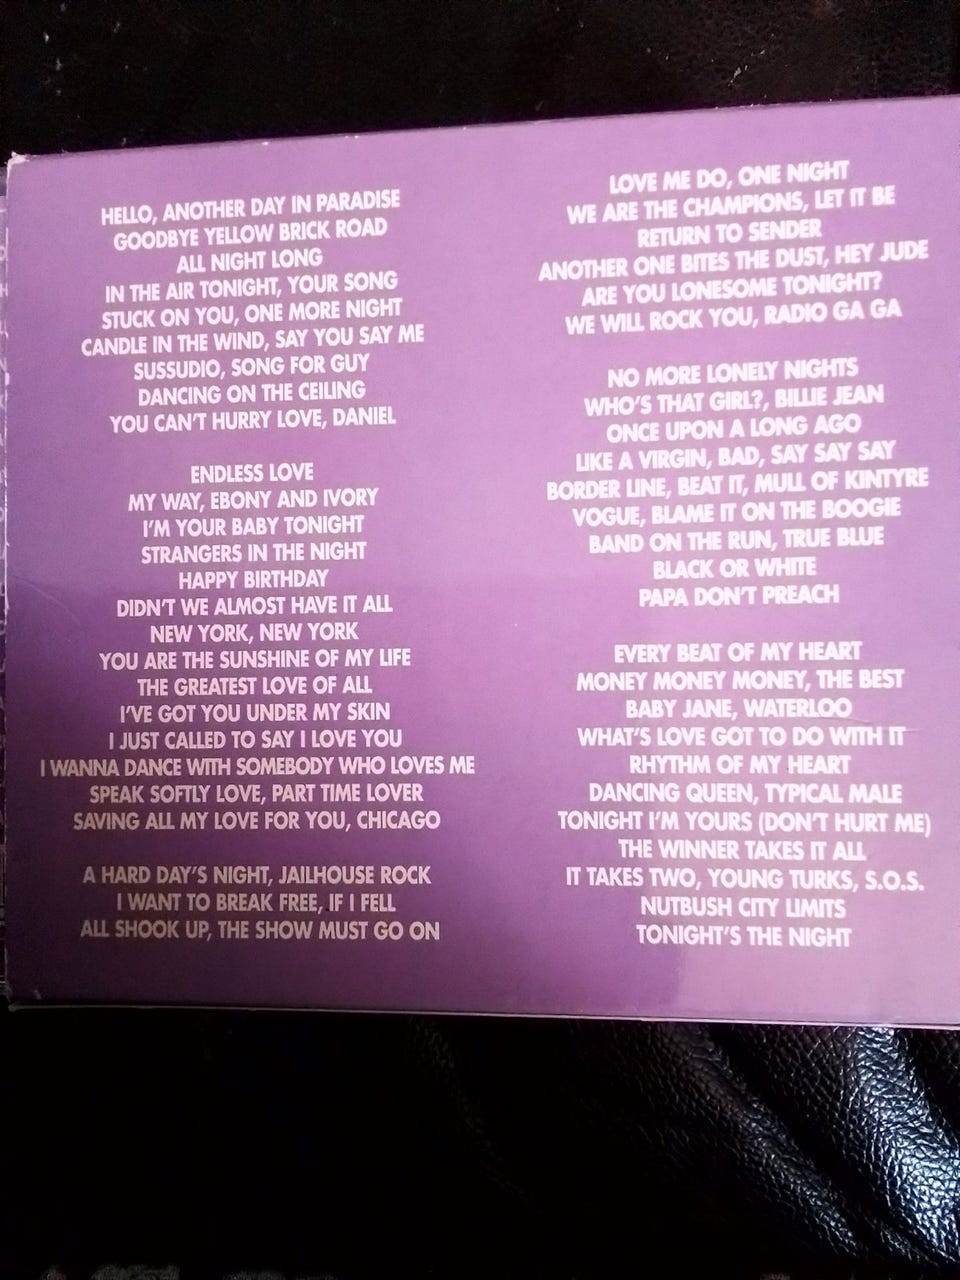 HELLO, ANOTHER DAY IN PARADISE
GOODBYE YELLOW BRICK ROAD
ALL NIGHT LONG
IN THE AIR TONIGHT, YOUR SONG
STUCK ON YOU, ONE MORE NIGHT
CANDLE IN THE WIND, SAY YOU SAY ME
SUSSUDIO, SONG FOR GUY
DANCING ON THE CEILING
YOU CAN'T HURRY LOVE, DANIEL
ENDLESS LOVE
MY WAY, EBONY AND IVORY
I'M YOUR BABY TONIGHT
STRANGERS IN THE NIGHT
HAPPY BIRTHDAY
DIDN'T WE ALMOST HAVE IT ALL
NEW YORK, NEW YORK
YOU ARE THE SUNSHINE OF MY LIFE
THE GREATEST LOVE OF ALL
I'VE GOT YOU UNDER MY SKIN
I JUST CALLED TO SAY I LOVE YOU
I WANNA DANCE WITH SOMEBODY WHO LOVES ME
SPEAK SOFTLY LOVE, PART TIME LOVER
SAVING ALL MY LOVE FOR YOU, CHICAGO
A HARD DAY'S NIGHT, JAILHOUSE ROCK
I WANT TO BREAK FREE, IF I FELL
ALL SHOOK UP, THE SHOW MUST GO ON
LOVE ME DO, ONE NIGHT
WE ARE THE CHAMPIONS, LET IT BE
RETURN TO SENDER
ANOTHER ONE BITES THE DUST, HEY JUDE
ARE YOU LONESOME TONIGHT?
WE WILL ROCK YOU, RADIO GA GA
NO MORE LONELY NIGHTS
WHO'S THAT GIRL?, BILLIE JEAN
ONCE UPON A LONG AGO
LIKE A VIRGIN, BAD, SAY SAY SAY
BORDER LINE, BEAT IT, MULL OF KINTYRE
VOGUE, BLAME IT ON THE BOOGIE
BAND ON THE RUN, TRUE BLUE
BLACK OR WHITE
PAPA DON'T PREACH
EVERY BEAT OF MY HEART
MONEY MONEY MONEY, THE BEST
BABY JANE, WATERLOO
WHAT'S LOVE GOT TO DO WITH IT
RHYTHM OF MY HEART
DANCING QUEEN, TYPICAL MALE
TONIGHT I'M YOURS (DON'T HURT ME)
THE WINNER TAKES IT ALL
IT TAKES TWO, YOUNG TURKS, S.O.S.
NUTBUSH CITY LIMITS
TONIGHT'S THE NIGHT